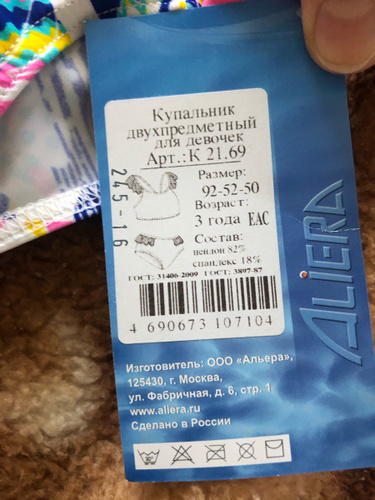 Купальник
двухпредметный
для девочек
Арт.: К 21.69
Размер:
92-52-50
Возраст:
3 года ЕАС
Состав:
нейлон 82%
спандекс 18%
ГОСТ: 31406-2009 ГОСТ: 3897-87
245-16
4 690673 107104
ALIERA
Изготовитель: ООО «Альера»,
125430, г. Москва,
ул. Фабричная, д. 6, стр. 1
www.aliera.ru
Сделано в России